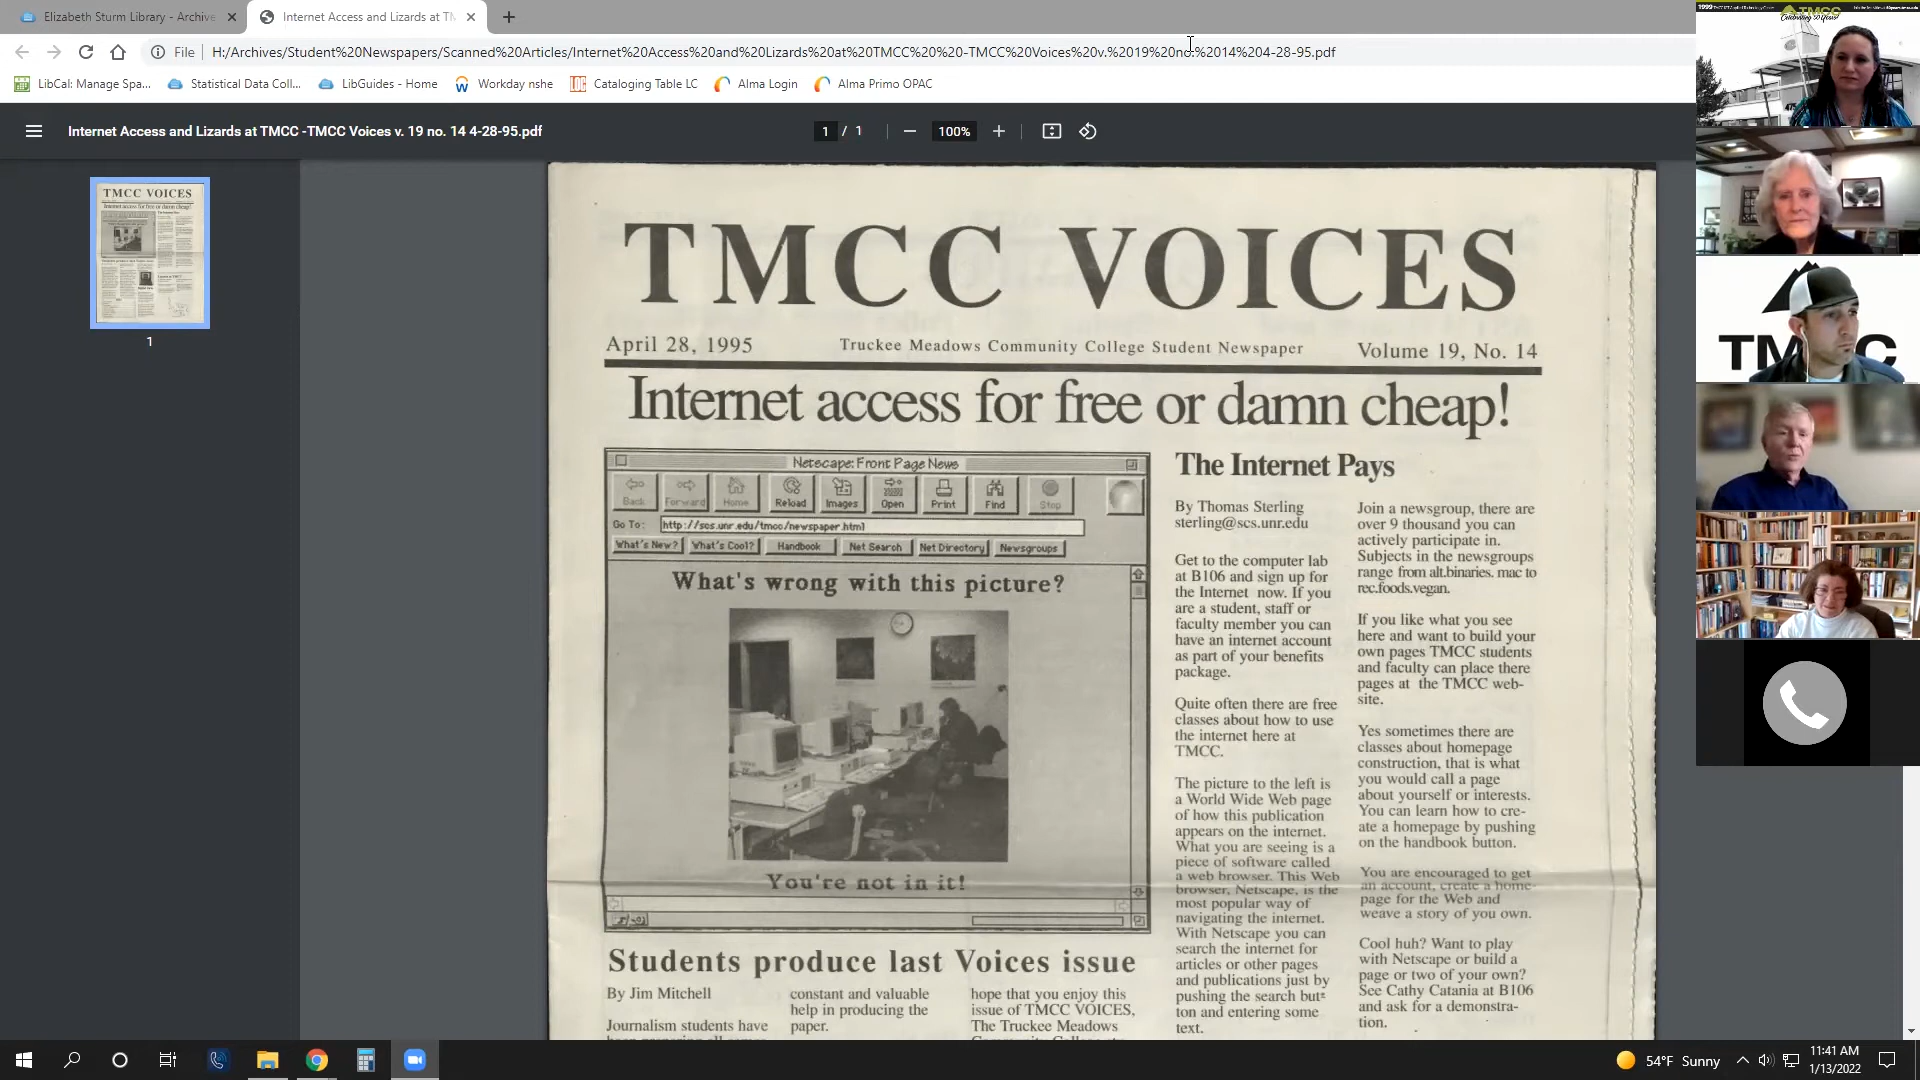 Elizabeth Sturm Library - Archive
Internet Access and Lizards at TM
File
H:/Archives/Student%20Newspapers/Scanned%20Articles/Internet%20Access%20and%20Lizards%20at%20TMCC%20%20-TMCC%20Voices%20v.%2019%20no.%2014%204-28-95.pdf
LibCal: Manage Spa...
Statistical Data Coll...
LibGuides - Home
Workday nshe
Cataloging Table LC
Alma Login
Alma Primo OPAC
Internet Access and Lizards at TMCC -TMCC Voices v. 19 no. 14 4-28-95.pdf
1 / 1
100%
TMCC VOICES
Internet access for free or damn cheap!
1
TMCC VOICES
April 28, 1995
Truckee Meadows Community College Student Newspaper
Volume 19, No. 14
Internet access for free or damn cheap!
Netscape: Front Page News
Back
Forward
Home
Reload
Images
Open
Print
Find
Stop
Go To: http://scs.unr.edu/tmcc/newspaper.html
What's New?
What's Cool?
Handbook
Net Search
Net Directory
Newsgroups
What's wrong with this picture?
You're not in it!
The Internet Pays
By Thomas Sterling
sterling@scs.unr.edu
Get to the computer lab
at B106 and sign up for
the Internet now. If you
are a student, staff or
faculty member you can
have an internet account
as part of your benefits
package.
Quite often there are free
classes about how to use
the internet here at
TMCC.
The picture to the left is
a World Wide Web page
of how this publication
appears on the internet.
What you are seeing is a
piece of software called
a web browser. This Web
browser, Netscape, is the
most popular way of
navigating the internet.
With Netscape you can
search the internet for
articles or other pages
and publications just by
pushing the search but-
ton and entering some
text.
Join a newsgroup, there are
over 9 thousand you can
actively participate in.
Subjects in the newsgroups
range from alt.binaries. mac to
rec.foods.vegan.
If you like what you see
here and want to build your
own pages TMCC students
and faculty can place there
pages at the TMCC web-
site.
Yes sometimes there are
classes about homepage
construction, that is what
you would call a page
about yourself or interests.
You can learn how to cre-
ate a homepage by pushing
on the handbook button.
You are encouraged to get
an account, create a home-
page for the Web and
weave a story of you own.
Cool huh? Want to play
with Netscape or build a
page or two of your own?
See Cathy Catania at B106
and ask for a demonstra-
tion.
Students produce last Voices issue
By Jim Mitchell
Journalism students have
constant and valuable
help in producing the
paper.
hope that you enjoy this
issue of TMCC VOICES,
The Truckee Meadows
TMCC
54°F Sunny
11:41 AM
1/13/2022